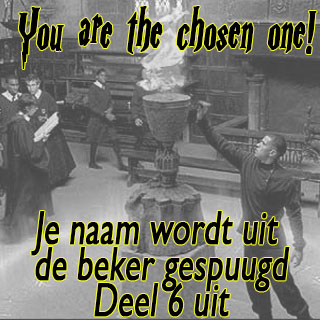 You are the chosen one!
Je naam wordt uit
de beker gespuugd
Deel 6 uit